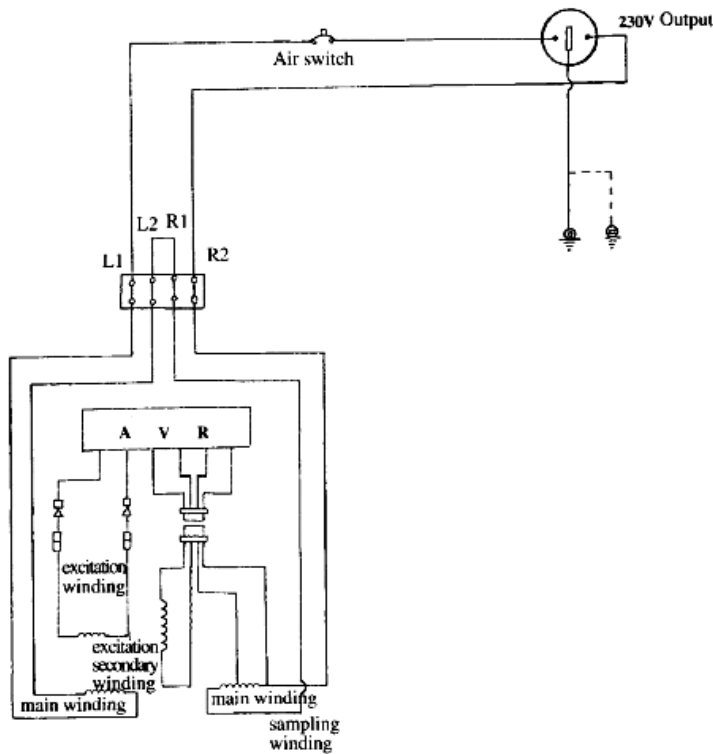 230V Output
Air switch
L2 R1
L1 R2
A V R
excitation
winding
excitation
secondary
winding
main winding
main winding
sampling
winding